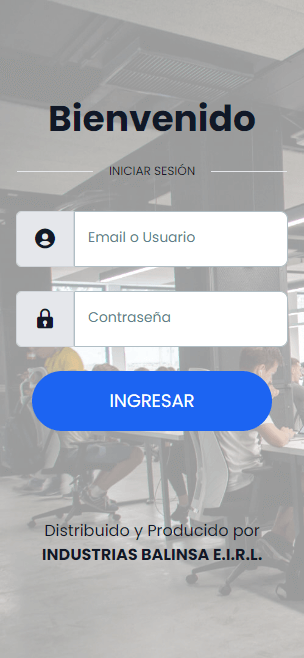 Bienvenido
INICIAR SESIÓN
Email o Usuario
Contraseña
INGRESAR
Distribuido y Producido por
INDUSTRIAS BALINSA E.I.R.L.